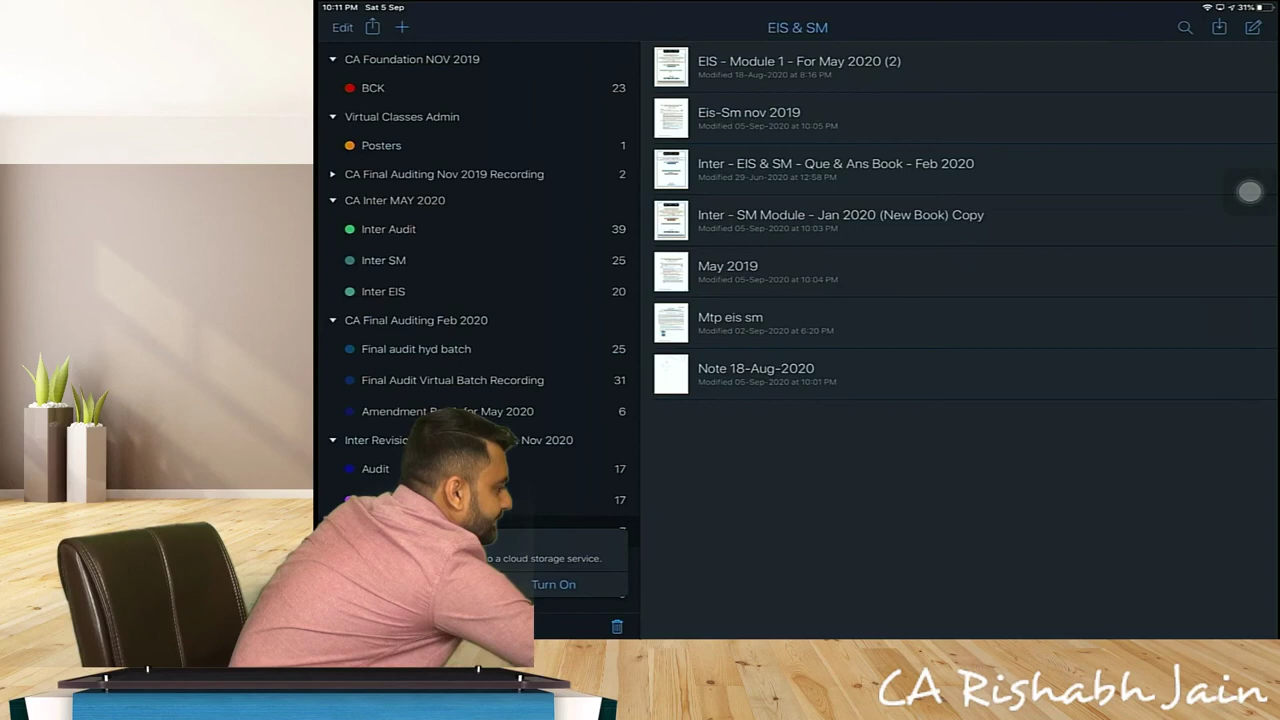 10:11 PM Sat 5 Sep
31%
Edit
EIS & SM
CA Foundation NOV 2019
BCK 23
Virtual Classes Admin
Posters 1
CA Final Auditing Nov 2019 Recording 2
CA Inter MAY 2020
Inter Audit 39
Inter SM 25
Inter EIS 20
CA Final Auditing Feb 2020
Final audit hyd batch 25
Final Audit Virtual Batch Recording 31
Amendment for May 2020 6
Inter Nov 2020
Audit 17
17
o a cloud storage service.
Turn On
EIS - Module 1 - For May 2020 (2)
Modified 18-Aug-2020 at 8:16 PM
Eis-Sm nov 2019
Modified 05-Sep-2020 at 10:05 PM
Inter - EIS & SM - Que & Ans Book - Feb 2020
Modified 29-Jun-2020 at 12:58 PM
Inter - SM Module - Jan 2020 (New Book) Copy
Modified 05-Sep-2020 at 10:03 PM
May 2019
Modified 05-Sep-2020 at 10:04 PM
Mtp eis sm
Modified 02-Sep-2020 at 6:20 PM
Note 18-Aug-2020
Modified 05-Sep-2020 at 10:01 PM
CA Rishabh Jain